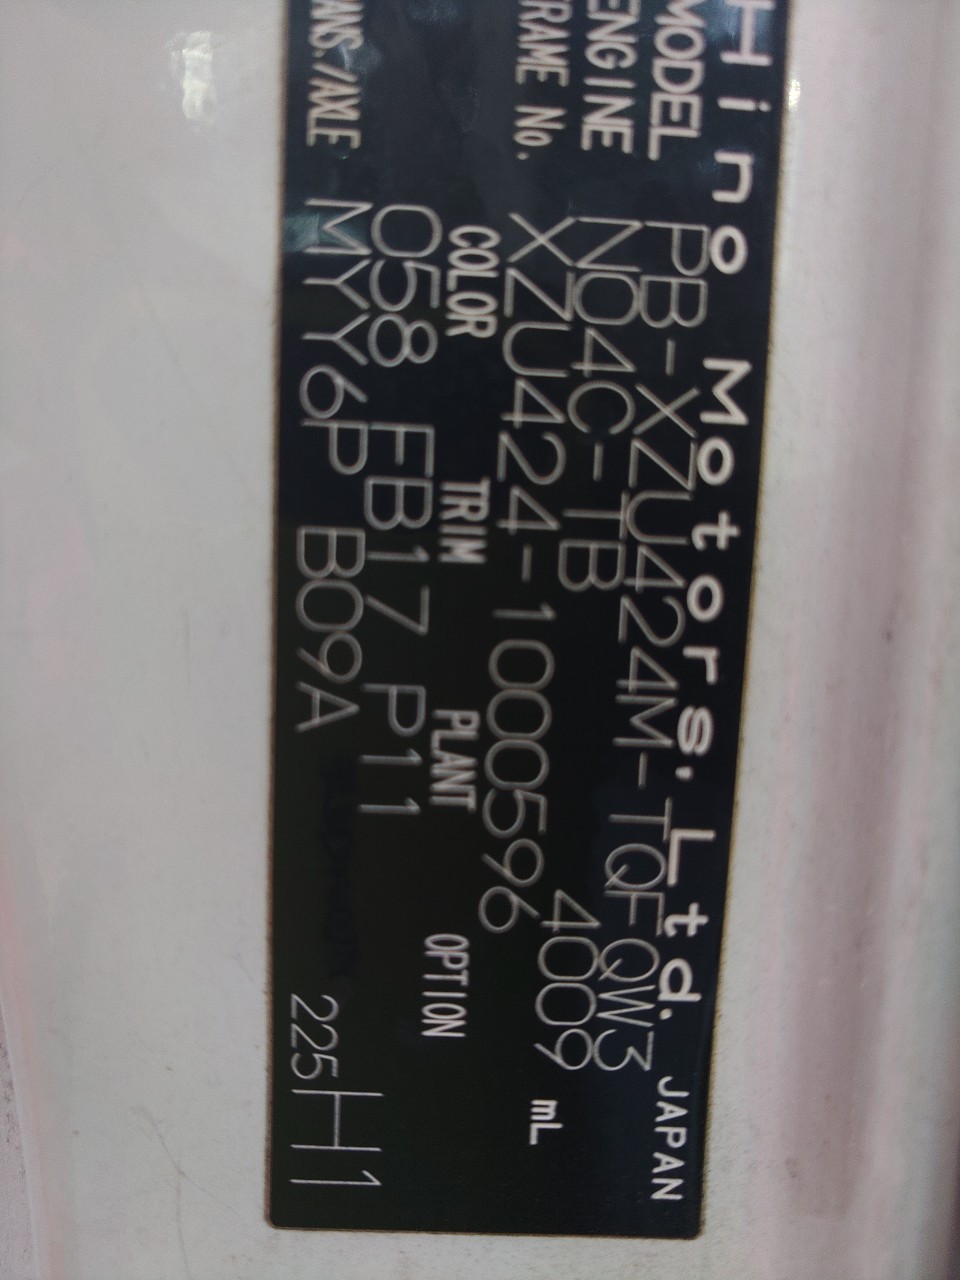 Hino Motors, Ltd. JAPAN
MODEL PB-XZU424M-TQFQW3
ENGINE N04C-TB 4009 mL
FRAME No. XZU424-1000596
COLOR TRIM PLANT OPTION
058 FB17 P11
ANS./AXLE MYY6P B09A 225H1